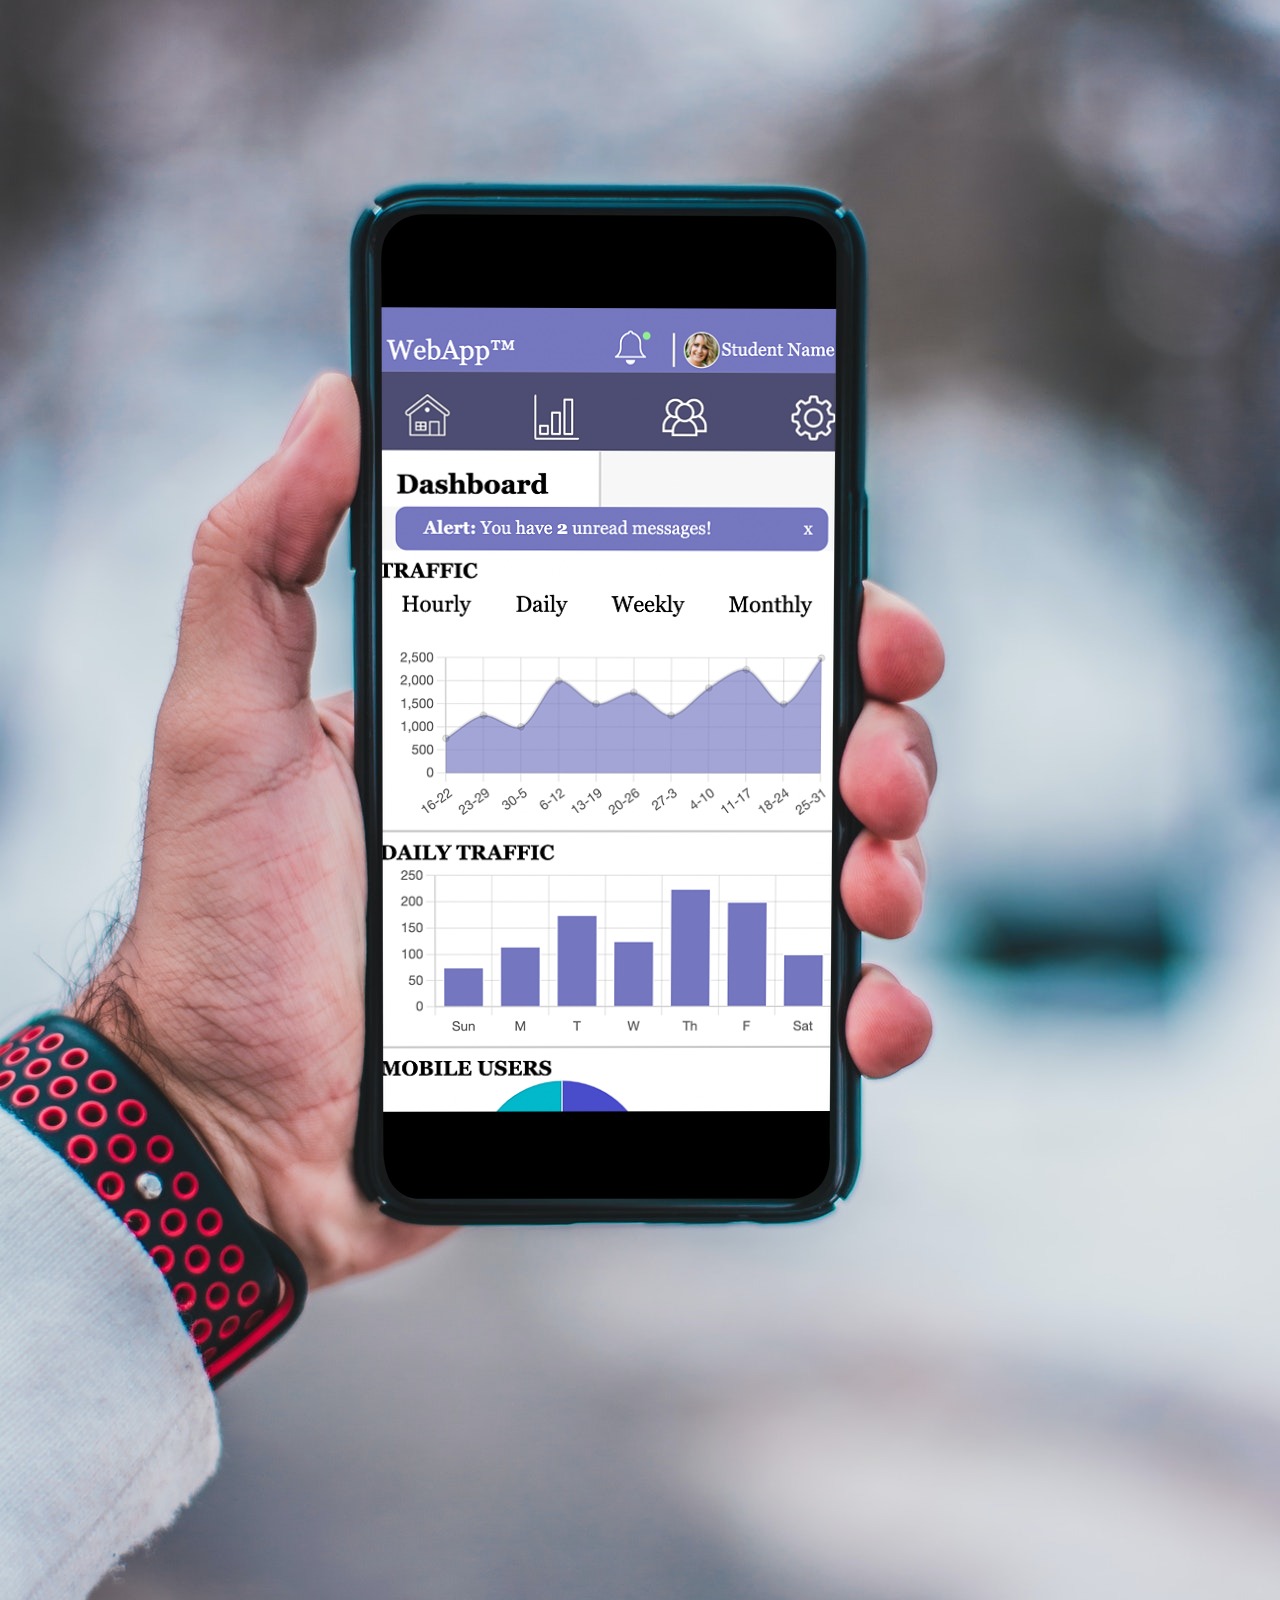 WebApp™ Student Name
Dashboard
Alert: You have 2 unread messages! x
TRAFFIC
Hourly Daily Weekly Monthly
2,500
2,000
1,500
1,000
500
0
16-22 23-29 30-5 6-12 13-19 20-26 27-3 4-10 11-17 18-24 25-31
DAILY TRAFFIC
250
200
150
100
50
0
Sun M T W Th F Sat
MOBILE USERS